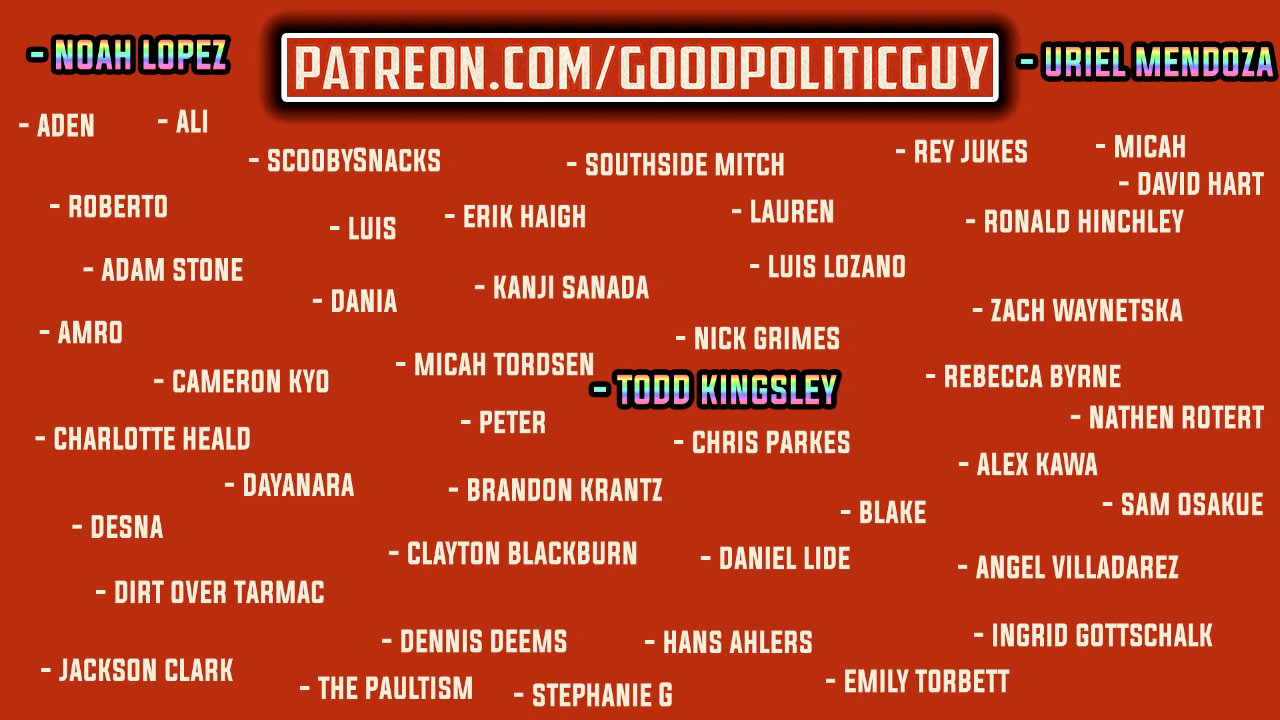 - NOAH LOPEZ
PATREON.COM/GOODPOLITICGUY
- URIEL MENDOZA
- ADEN
- ALI
- SCOOBYSNACKS
- SOUTHSIDE MITCH
- REY JUKES
- MICAH
- DAVID HART
- ROBERTO
- LUIS
- ERIK HAIGH
- LAUREN
- RONALD HINCHLEY
- ADAM STONE
- DANIA
- KANJI SANADA
- LUIS LOZANO
- ZACH WAYNETSKA
- AMRO
- NICK GRIMES
- CAMERON KYO
- MICAH TORDSEN
- TODD KINGSLEY
- REBECCA BYRNE
- NATHEN ROTERT
- CHARLOTTE HEALD
- PETER
- CHRIS PARKES
- ALEX KAWA
- DAYANARA
- BRANDON KRANTZ
- BLAKE
- SAM OSAKUE
- DESNA
- CLAYTON BLACKBURN
- DANIEL LIDE
- ANGEL VILLADAREZ
- DIRT OVER TARMAC
- DENNIS DEEMS
- HANS AHLERS
- INGRID GOTTSCHALK
- JACKSON CLARK
- THE PAULTISM
- STEPHANIE G
- EMILY TORBETT